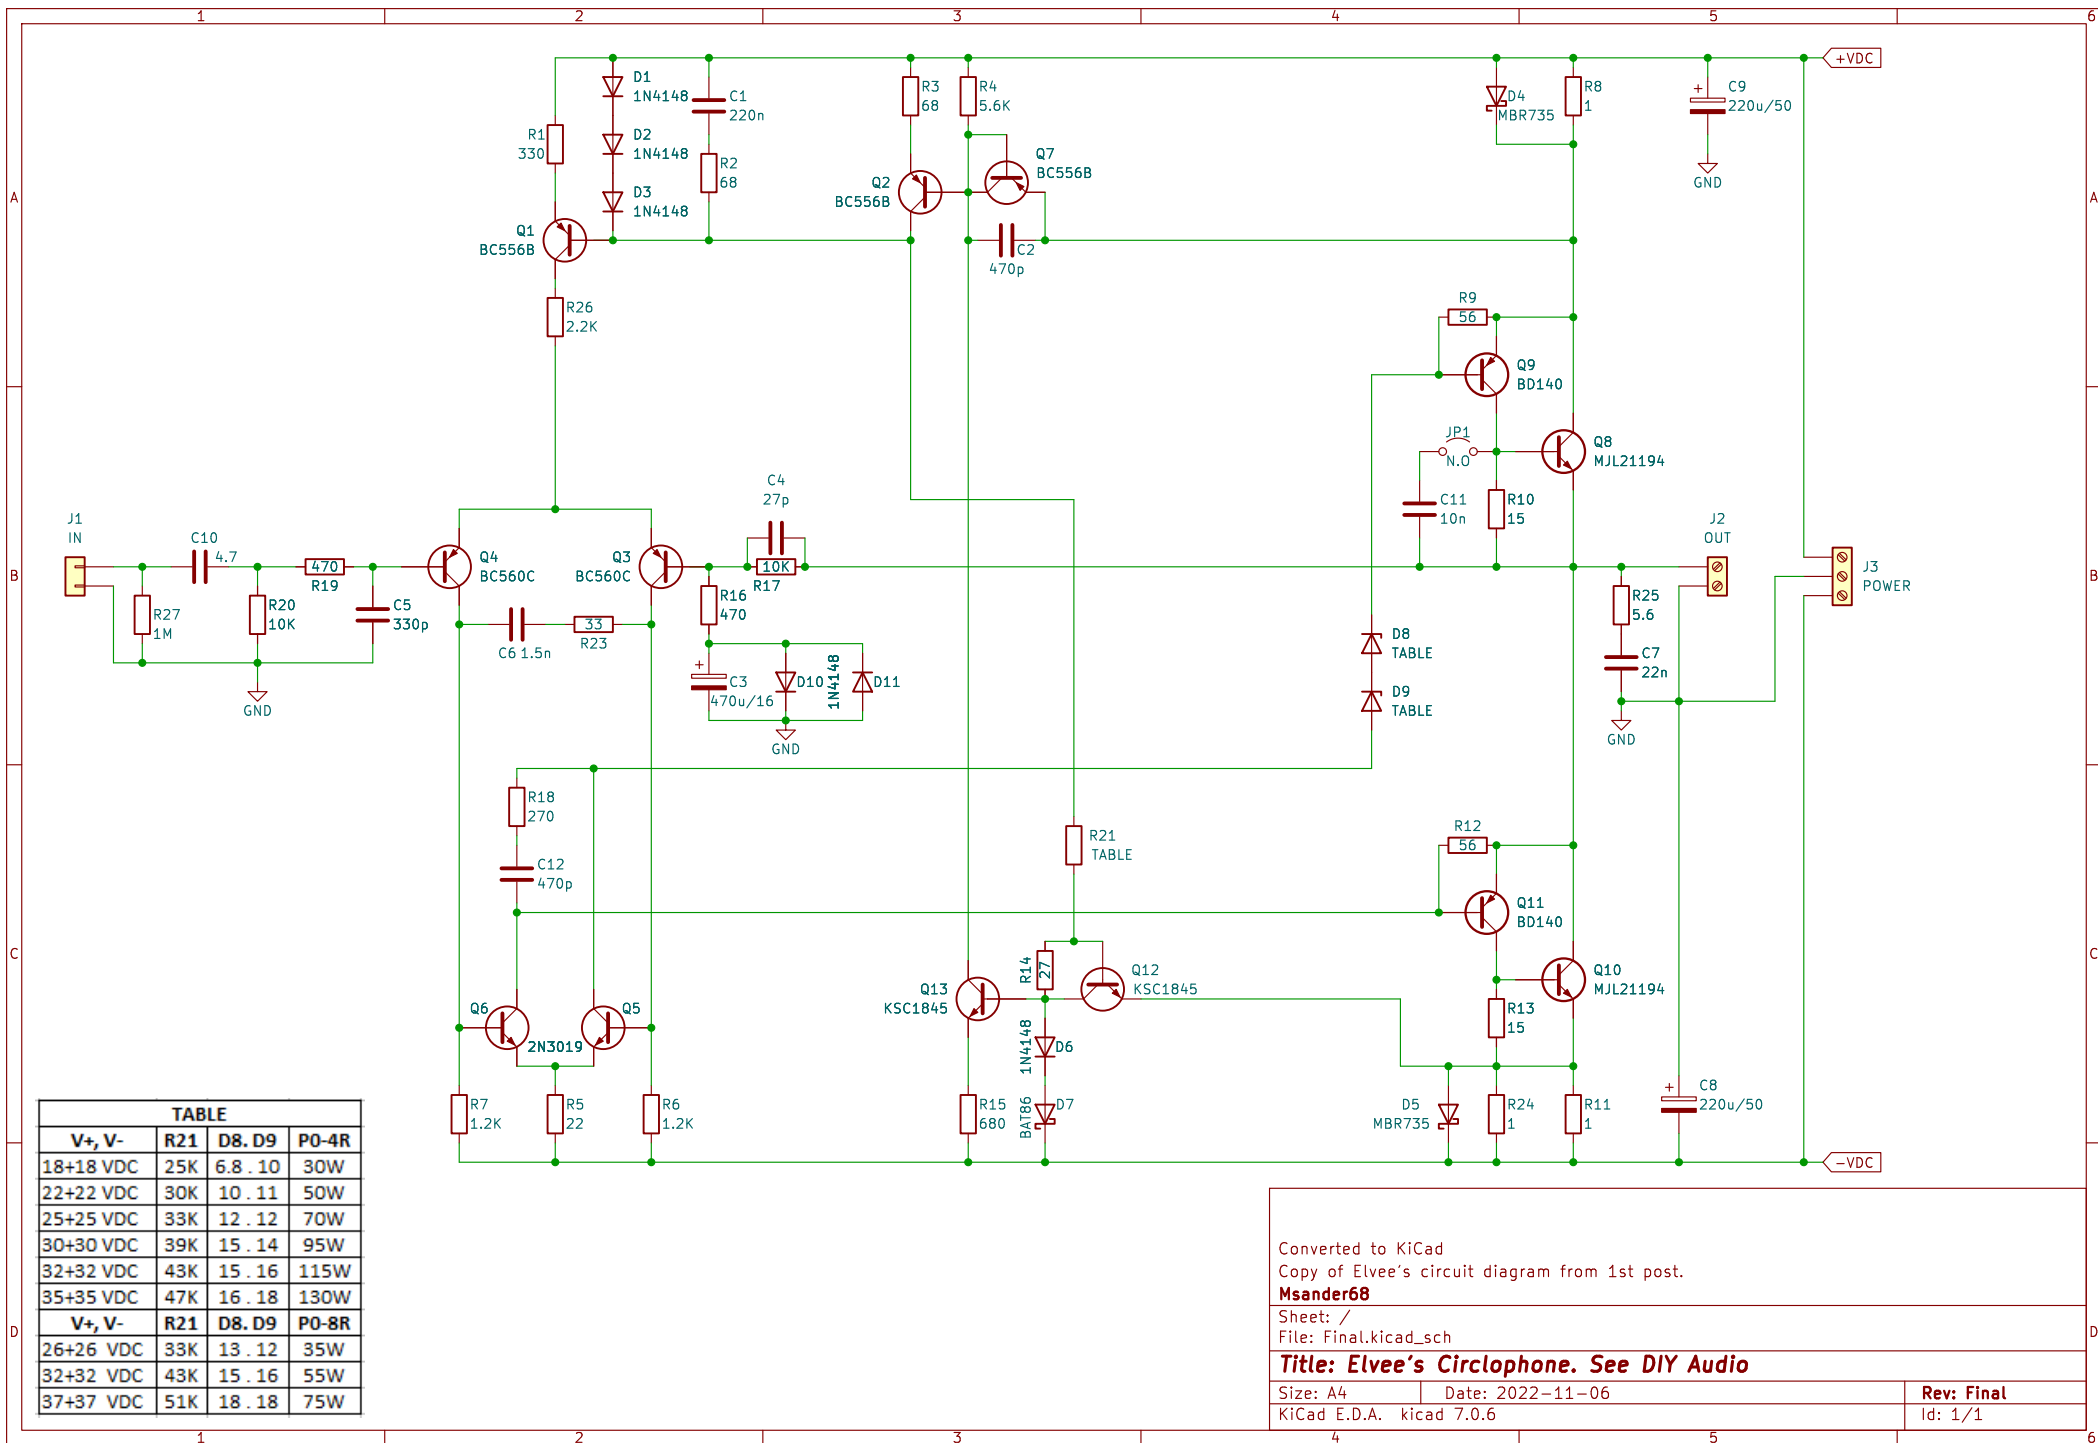 1 2 3 4 5 6
A
B
C
D
A
B
C
D
+VDC
D1
1N4148
D2
1N4148
D3
1N4148
C1
220n
R2
68
R1
330
Q1
BC556B
R26
2.2K
R3
68
R4
5.6K
Q2
BC556B
Q7
BC556B
C2
470p
D4
MBR735
R8
1
+
C9
220u/50
GND
R9
56
Q9
BD140
JP1
N.O
Q8
MJL21194
C11
10n
R10
15
J1
IN
C10
4.7
R27
1M
R20
10K
470
R19
C5
330p
GND
Q4
BC560C
Q3
BC560C
C6 1.5n
33
R23
C4
27p
10K
R17
R16
470
+
C3
470u/16
D10
1N4148
D11
GND
D8
TABLE
D9
TABLE
J2
OUT
R25
5.6
C7
22n
GND
J3
POWER
R18
270
C12
470p
R21
TABLE
R12
56
Q11
BD140
Q10
MJL21194
R13
15
R14
27
Q12
KSC1845
Q13
KSC1845
1N4148
D6
BAT86
D7
R15
680
Q6
Q5
2N3019
R7
1.2K
R5
22
R6
1.2K
D5
MBR735
R24
1
R11
1
+
C8
220u/50
-VDC
TABLE
V+, V- R21 D8. D9 P0-4R
18+18 VDC 25K 6.8 . 10 30W
22+22 VDC 30K 10 . 11 50W
25+25 VDC 33K 12 . 12 70W
30+30 VDC 39K 15 . 14 95W
32+32 VDC 43K 15 . 16 115W
35+35 VDC 47K 16 . 18 130W
V+, V- R21 D8. D9 P0-8R
26+26 VDC 33K 13 . 12 35W
32+32 VDC 43K 15 . 16 55W
37+37 VDC 51K 18 . 18 75W
Converted to KiCad
Copy of Elvee's circuit diagram from 1st post.
Msander68
Sheet: /
File: Final.kicad_sch
Title: Elvee's Circlophone. See DIY Audio
Size: A4 Date: 2022-11-06 Rev: Final
KiCad E.D.A. kicad 7.0.6 Id: 1/1
1 2 3 4 5 6